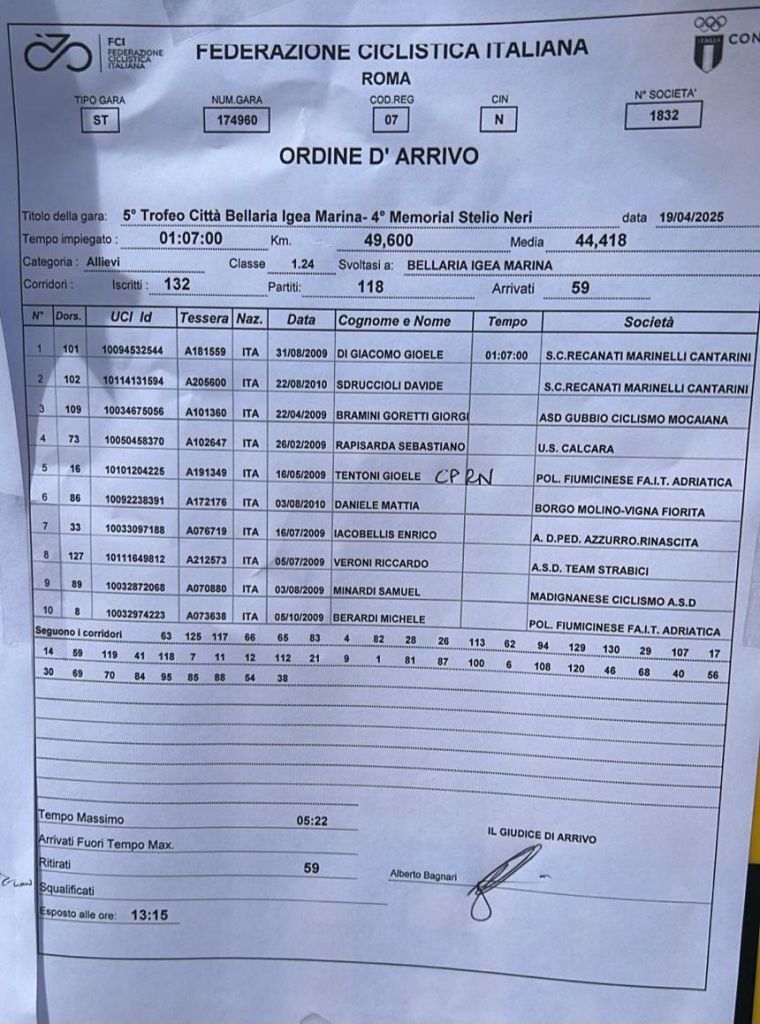 FCI
FEDERAZIONE
CICLISTICA
ITALIANA
FEDERAZIONE CICLISTICA ITALIANA
ITALIA
CON
ROMA
TIPO GARA NUM.GARA COD.REG CIN N° SOCIETA'
ST 174960 07 N 1832
ORDINE D' ARRIVO
Titolo della gara: 5° Trofeo Città Bellaria Igea Marina- 4° Memorial Stelio Neri data 19/04/2025
Tempo impiegato : 01:07:00 Km. 49,600 Media 44,418
Categoria : Allievi Classe 1.24 Svoltasi a: BELLARIA IGEA MARINA
Corridori : Iscritti : 132 Partiti: 118 Arrivati 59
N° Dors. UCI Id Tessera Naz. Data Cognome e Nome Tempo Società
1 101 10094532544 A181559 ITA 31/08/2009 DI GIACOMO GIOELE 01:07:00 S.C.RECANATI MARINELLI CANTARINI
2 102 10114131594 A205600 ITA 22/08/2010 SDRUCCIOLI DAVIDE S.C.RECANATI MARINELLI CANTARINI
3 109 10034675056 A101360 ITA 22/04/2009 BRAMINI GORETTI GIORGI ASD GUBBIO CICLISMO MOCAIANA
4 73 10050458370 A102647 ITA 26/02/2009 RAPISARDA SEBASTIANO U.S. CALCARA
5 16 10101204225 A191349 ITA 16/05/2009 TENTONI GIOELE CPRN POL. FIUMICINESE FA.I.T. ADRIATICA
6 86 10092238391 A172176 ITA 03/08/2010 DANIELE MATTIA BORGO MOLINO-VIGNA FIORITA
7 33 10033097188 A076719 ITA 16/07/2009 IACOBELLIS ENRICO A. D.PED. AZZURRO.RINASCITA
8 127 10111649812 A212573 ITA 05/07/2009 VERONI RICCARDO A.S.D. TEAM STRABICI
9 89 10032872068 A070880 ITA 03/08/2009 MINARDI SAMUEL MADIGNANESE CICLISMO A.S.D
10 8 10032974223 A073638 ITA 05/10/2009 BERARDI MICHELE POL. FIUMICINESE FA.I.T. ADRIATICA
Seguono i corridori 63 125 117 66 65 83 4 82 28 26 113 62 94 129 130 29 107 17
14 59 119 41 118 7 11 12 112 21 9 1 81 87 100 6 108 120 46 68 40 56
30 69 70 84 95 85 88 54 38
Tempo Massimo 05:22
IL GIUDICE DI ARRIVO
Arrivati Fuori Tempo Max.
Ritirati 59
Alberto Bagnari
Squalificati
Esposto alle ore: 13:15